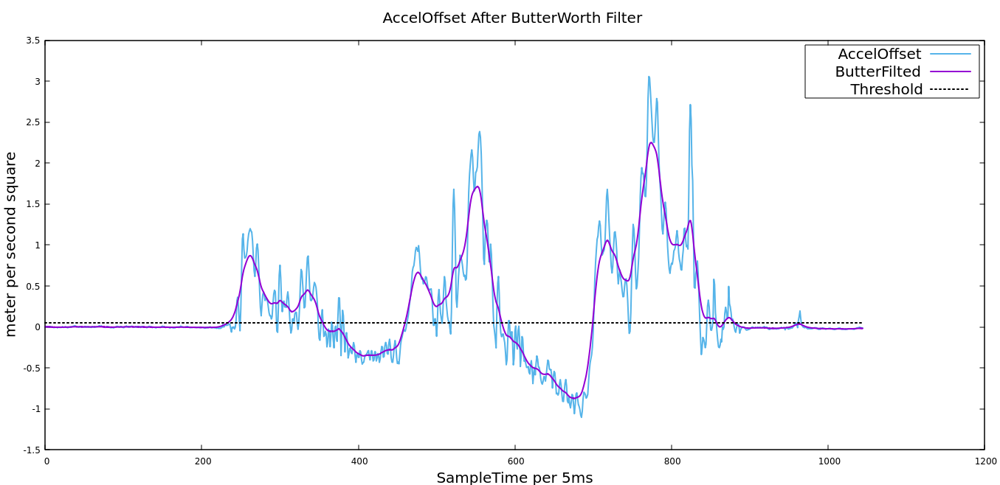 AccelOffset After ButterWorth Filter
AccelOffset
ButterFilted
Threshold
meter per second square
3.5
3
2.5
2
1.5
1
0.5
0
-0.5
-1
-1.5
0 200 400 600 800 1000 1200
SampleTime per 5ms